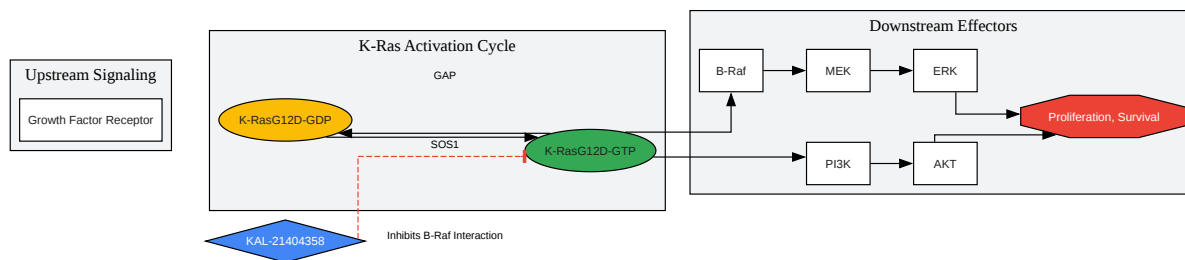 Upstream Signaling
Growth Factor Receptor
K-Ras Activation Cycle
GAP
K-RasG12D-GDP
SOS1
K-RasG12D-GTP
KAL-21404358
Inhibits B-Raf Interaction
Downstream Effectors
B-Raf
MEK
ERK
Proliferation, Survival
PI3K
AKT